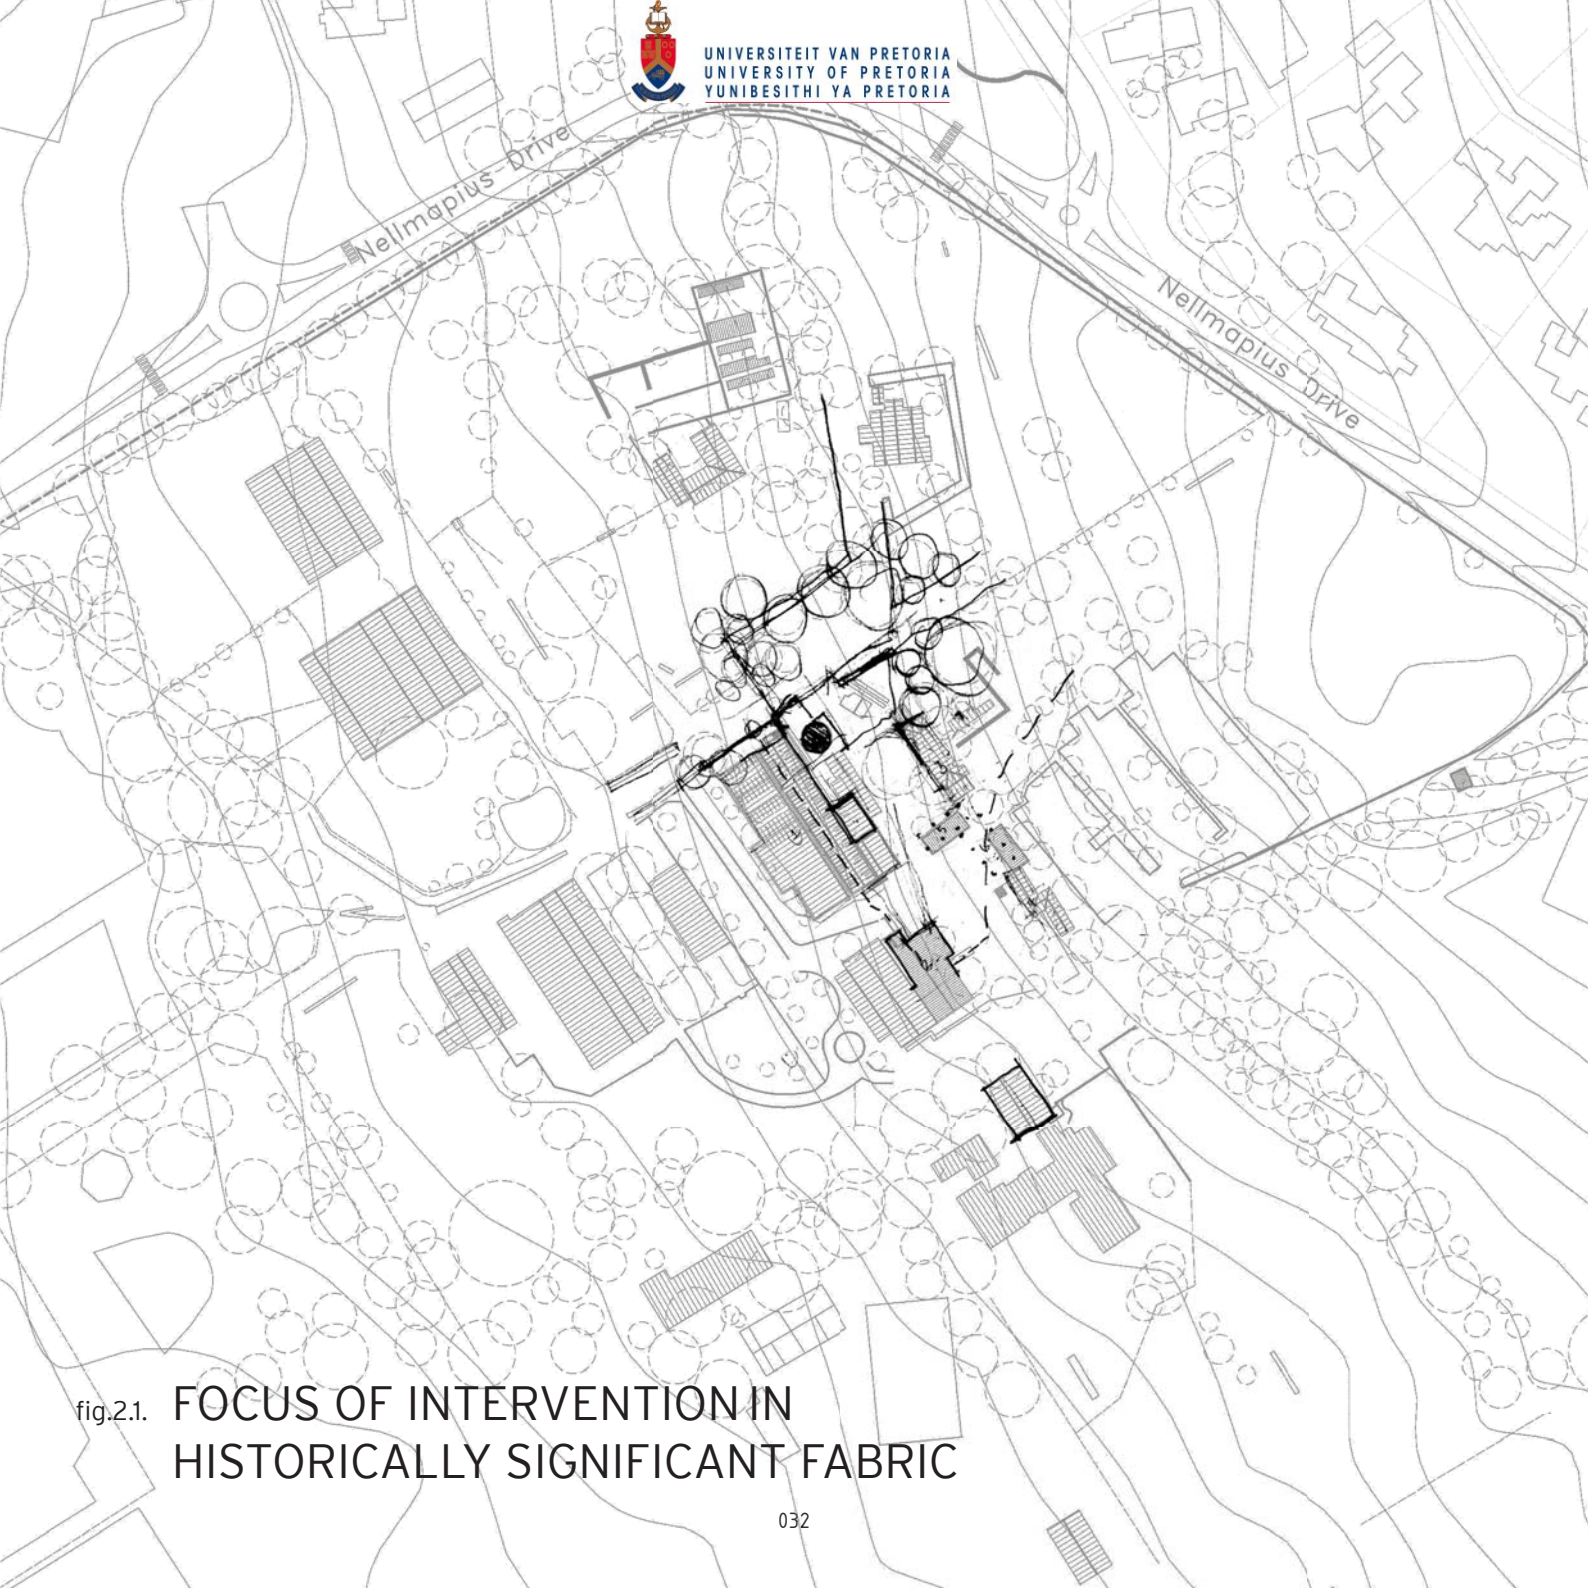 UNIVERSITEIT VAN PRETORIA
UNIVERSITY OF PRETORIA
YUNIBESITHI YA PRETORIA
Nellmapius Drive
Nellmapius Drive
fig.2.1. FOCUS OF INTERVENTION IN
HISTORICALLY SIGNIFICANT FABRIC
032